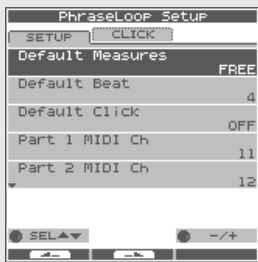 PhraseLoop Setup
SETUP CLICK
Default Measures
FREE
Default Beat
4
Default Click
OFF
Part 1 MIDI Ch
11
Part 2 MIDI Ch
12
SEL▲▼ -/+